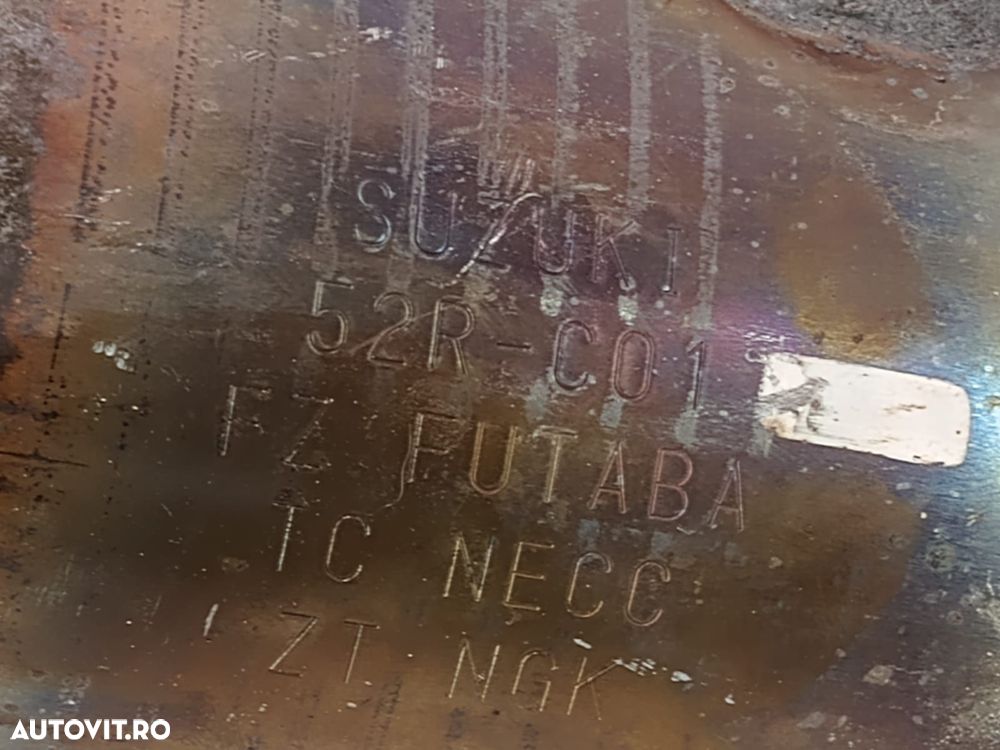 SUZUKI
52R-C01
FZ FUTABA
TC NECC
ZT NGK
AUTOVIT.RO